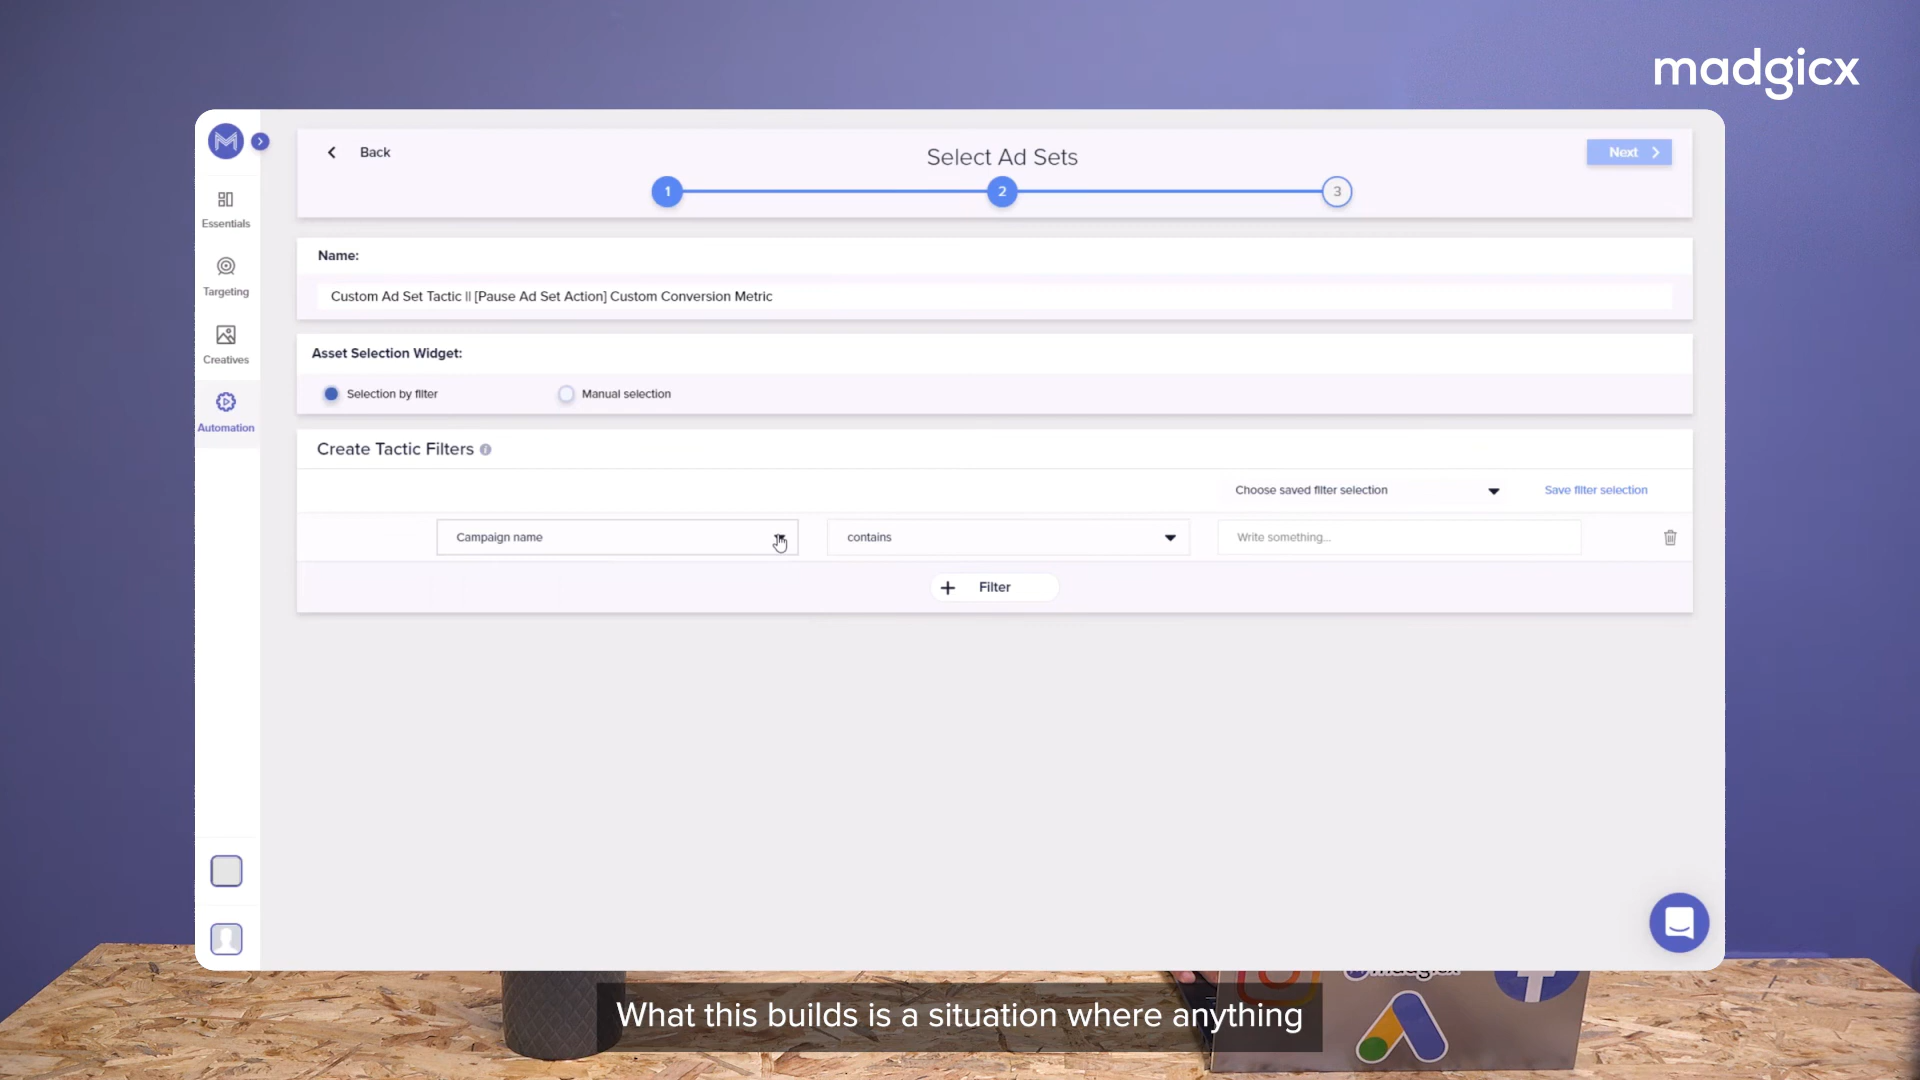 madgicx
Back
Select Ad Sets
Next
1
2
3
Essentials
Targeting
Creatives
Automation
Name:
Custom Ad Set Tactic || [Pause Ad Set Action] Custom Conversion Metric
Asset Selection Widget:
Selection by filter
Manual selection
Create Tactic Filters
Choose saved filter selection
Save filter selection
Campaign name
contains
Write something...
Filter
madgicx
What this builds is a situation where anything